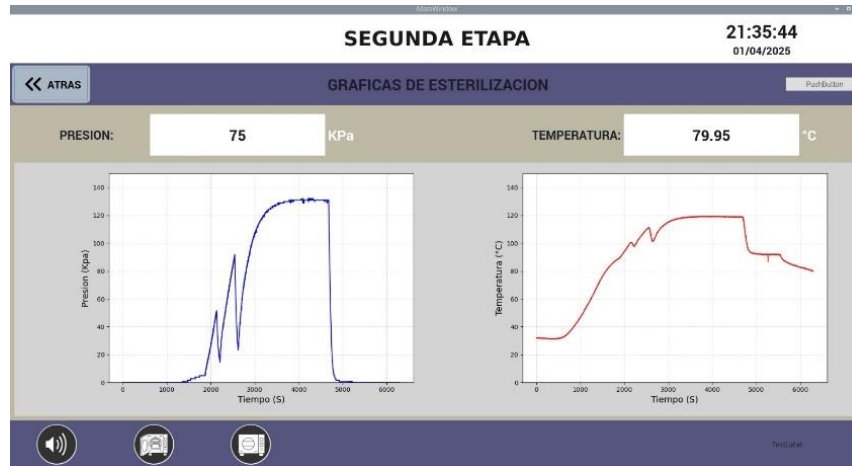 MainWindow
SEGUNDA ETAPA
21:35:44
01/04/2025
ATRAS
GRAFICAS DE ESTERILIZACION
PushButton
PRESION:
75
KPa
TEMPERATURA:
79.95
°C
140
120
100
80
60
40
20
0
Presion (Kpa)
0 1000 2000 3000 4000 5000 6000
Tiempo (S)
140
120
100
80
60
40
20
0
Temperatura (°C)
0 1000 2000 3000 4000 5000 6000
Tiempo (S)
TextLabel